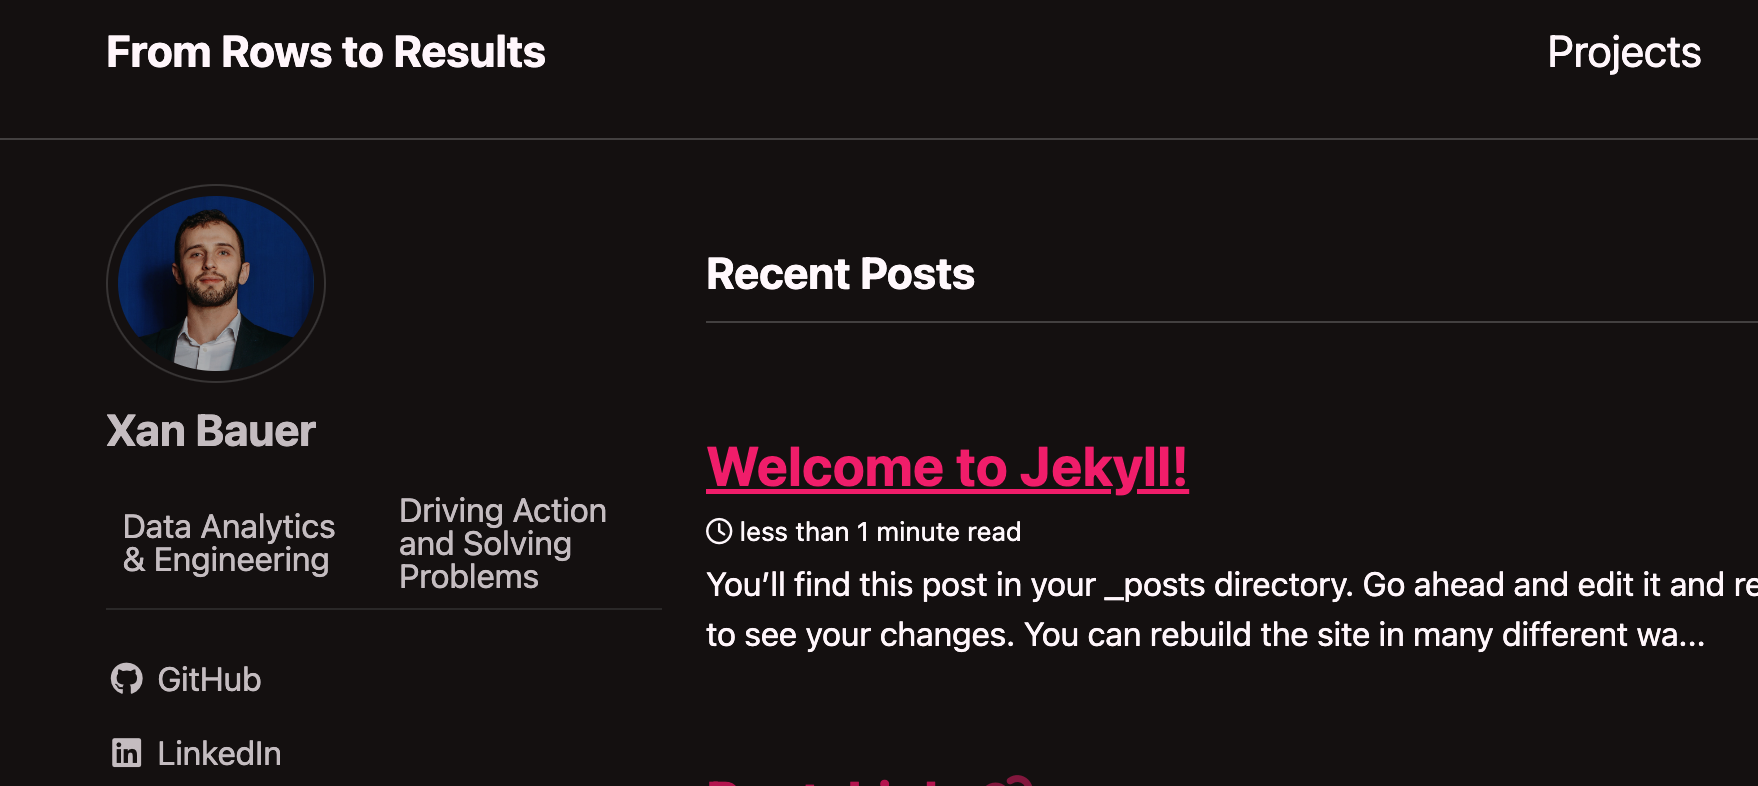 From Rows to Results
Projects
Xan Bauer
Data Analytics
& Engineering
Driving Action
and Solving
Problems
GitHub
LinkedIn
Recent Posts
Welcome to Jekyll!
less than 1 minute read
You’ll find this post in your _posts directory. Go ahead and edit it and re
to see your changes. You can rebuild the site in many different wa...